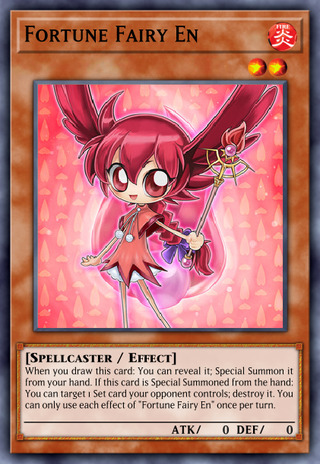 Fortune Fairy En
FIRE
炎
[Spellcaster / Effect]
When you draw this card: You can reveal it; Special Summon it
from your hand. If this card is Special Summoned from the hand:
You can target 1 Set card your opponent controls; destroy it. You
can only use each effect of "Fortune Fairy En" once per turn.
ATK/ 0 DEF/ 0